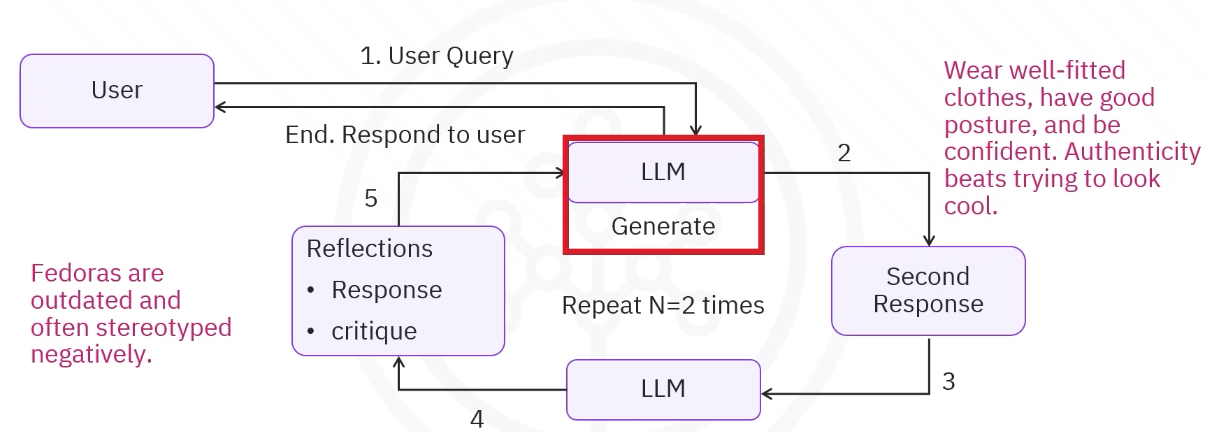 1. User Query
User
End. Respond to user
Wear well-fitted
clothes, have good
posture, and be
confident. Authenticity
beats trying to look
cool.
2
LLM
Generate
5
Reflections
• Response
• critique
Fedoras are
outdated and
often stereotyped
negatively.
Repeat N=2 times
Second
Response
LLM
3
4